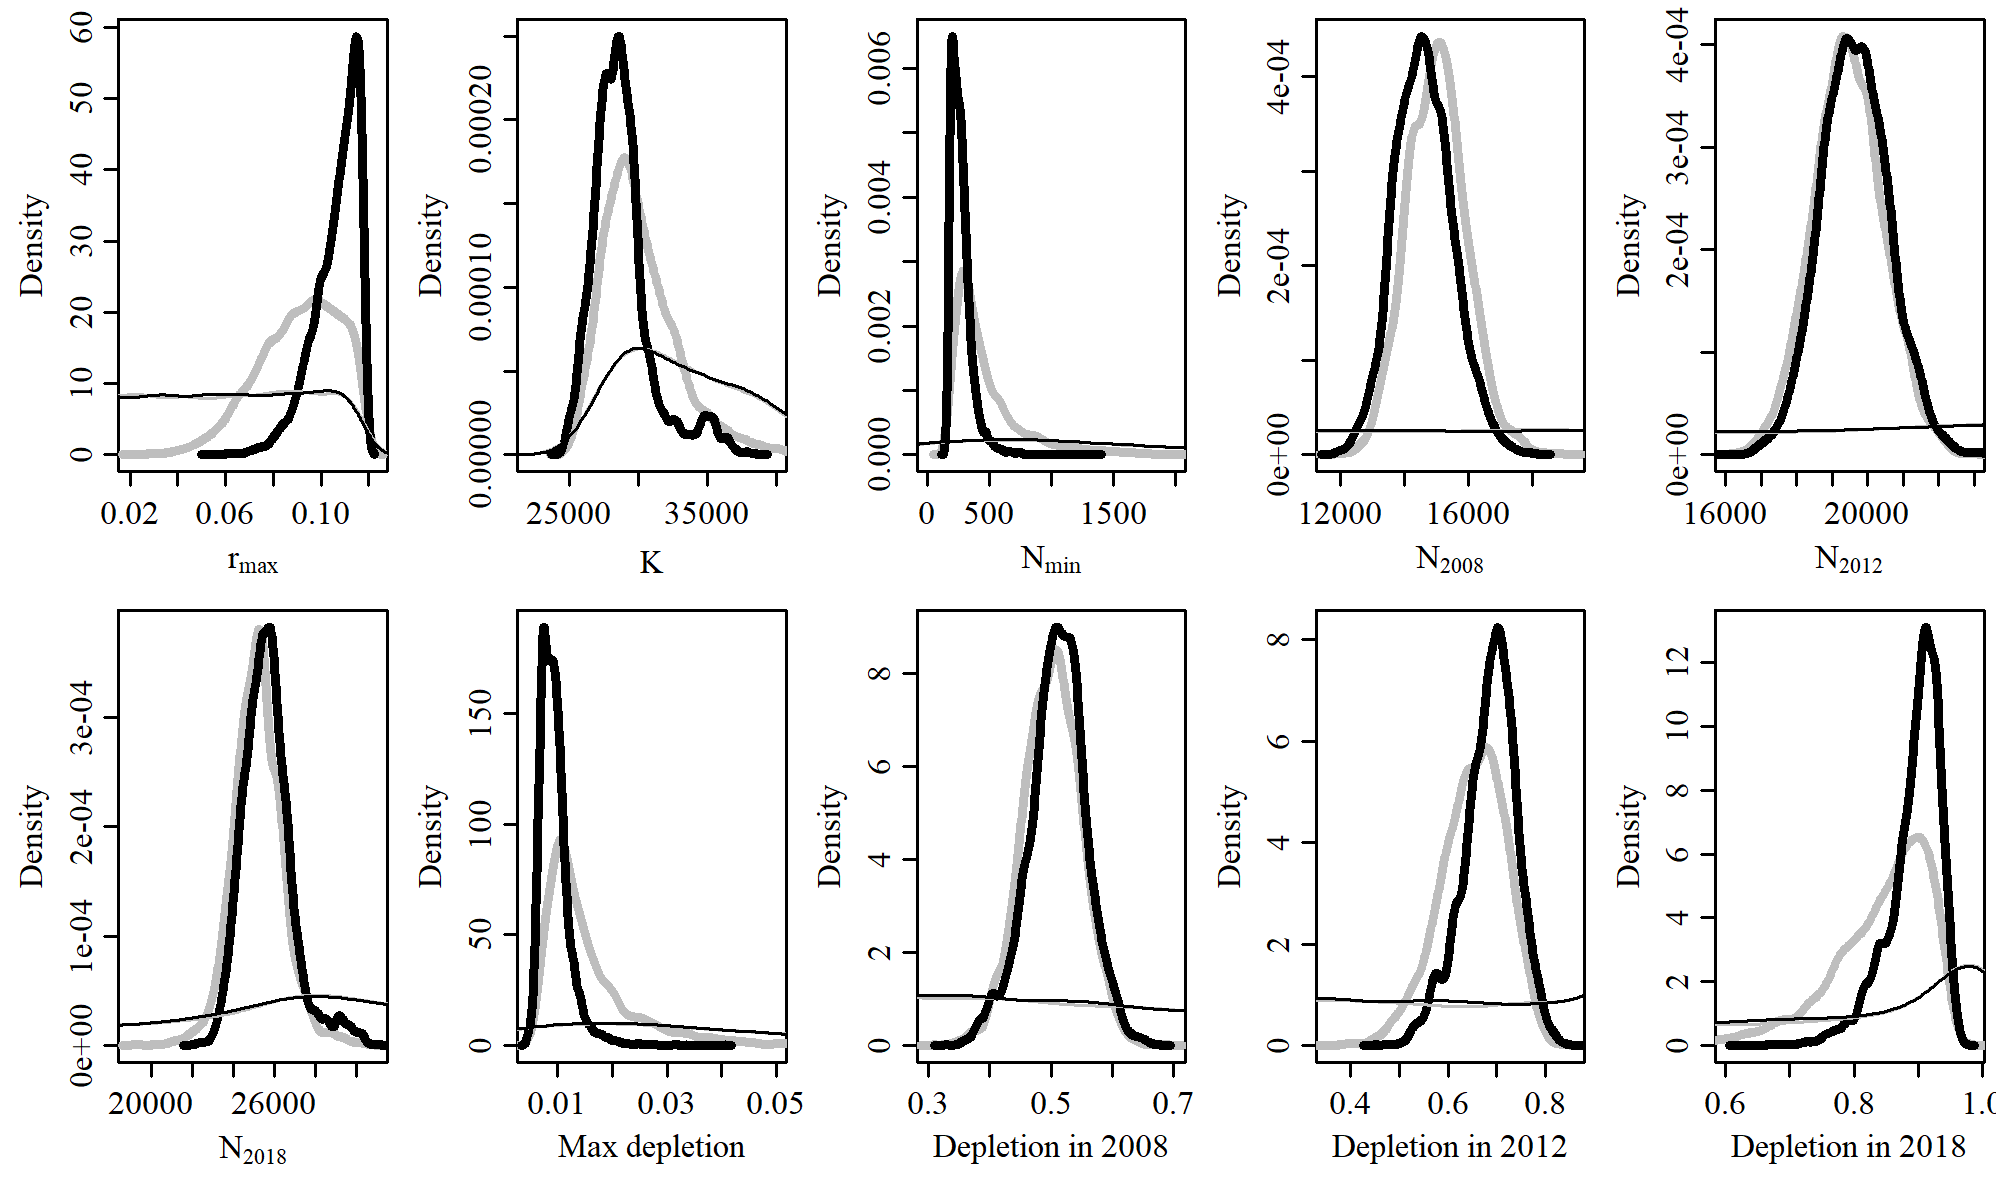 Density
60
50
40
30
20
10
0
0.02 0.06 0.10
rmax
Density
0.00020
0.00010
0.0000
25000 35000
K
Density
0.006
0.004
0.002
0.000
0 500 1500
Nmin
Density
4e-04
2e-04
0e+00
12000 16000
N2008
Density
4e-04
3e-04
2e-04
0e+00
16000 20000
N2012
Density
3e-04
2e-04
1e-04
0e+00
20000 26000
N2018
Density
150
100
50
0
0.01 0.03 0.05
Max depletion
Density
8
6
4
2
0
0.3 0.5 0.7
Depletion in 2008
Density
8
6
4
2
0
0.4 0.6 0.8
Depletion in 2012
Density
12
10
8
6
4
2
0
0.6 0.8 1.0
Depletion in 2018